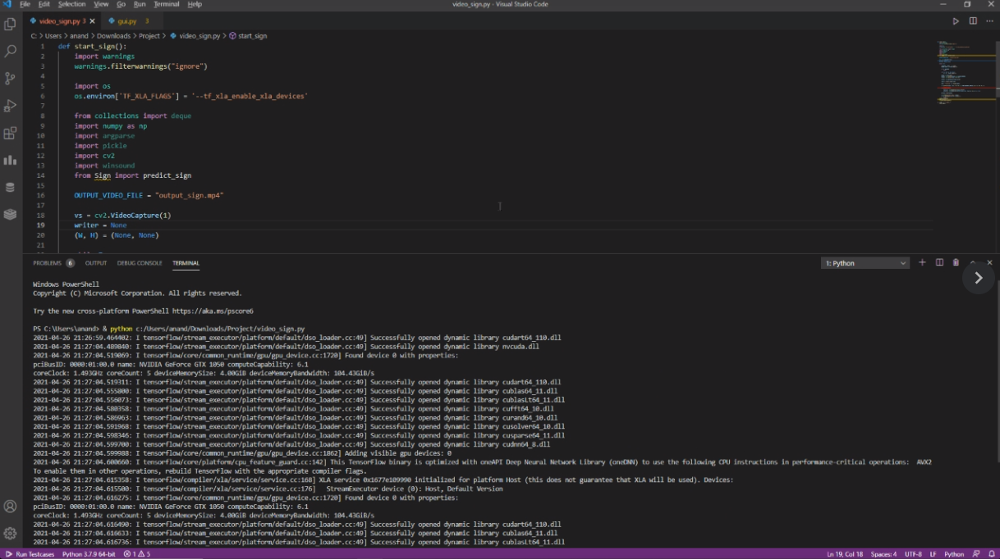 File Edit Selection View Go Run Terminal Help
video_sign.py - Visual Studio Code
video_sign.py 3
gui.py 3
C: > Users > anand > Downloads > Project > video_sign.py > start_sign
1 def start_sign():
2 import warnings
3 warnings.filterwarnings("ignore")
4
5 import os
6 os.environ['TF_XLA_FLAGS'] = '--tf_xla_enable_xla_devices'
7
8 from collections import deque
9 import numpy as np
10 import argparse
11 import pickle
12 import cv2
13 import winsound
14 from Sign import predict_sign
15
16 OUTPUT_VIDEO_FILE = "output_sign.mp4"
17
18 vs = cv2.VideoCapture(1)
19 writer = None
20 (W, H) = (None, None)
21
PROBLEMS 6 OUTPUT DEBUG CONSOLE TERMINAL
1: Python
Windows PowerShell
Copyright (C) Microsoft Corporation. All rights reserved.
Try the new cross-platform PowerShell https://aka.ms/pscore6
PS C:\Users\anand> & python c:/Users/anand/Downloads/Project/video_sign.py
2021-04-26 21:26:59.464402: I tensorflow/stream_executor/platform/default/dso_loader.cc:49] Successfully opened dynamic library cudart64_110.dll
2021-04-26 21:27:04.489840: I tensorflow/stream_executor/platform/default/dso_loader.cc:49] Successfully opened dynamic library nvcuda.dll
2021-04-26 21:27:04.519069: I tensorflow/core/common_runtime/gpu/gpu_device.cc:1720] Found device 0 with properties:
pciBusID: 0000:01:00.0 name: NVIDIA GeForce GTX 1050 computeCapability: 6.1
coreClock: 1.493GHz coreCount: 5 deviceMemorySize: 4.00GiB deviceMemoryBandwidth: 104.43GiB/s
2021-04-26 21:27:04.519311: I tensorflow/stream_executor/platform/default/dso_loader.cc:49] Successfully opened dynamic library cudart64_110.dll
2021-04-26 21:27:04.555800: I tensorflow/stream_executor/platform/default/dso_loader.cc:49] Successfully opened dynamic library cublas64_11.dll
2021-04-26 21:27:04.556073: I tensorflow/stream_executor/platform/default/dso_loader.cc:49] Successfully opened dynamic library cublasLt64_11.dll
2021-04-26 21:27:04.580358: I tensorflow/stream_executor/platform/default/dso_loader.cc:49] Successfully opened dynamic library cufft64_10.dll
2021-04-26 21:27:04.586963: I tensorflow/stream_executor/platform/default/dso_loader.cc:49] Successfully opened dynamic library curand64_10.dll
2021-04-26 21:27:04.591968: I tensorflow/stream_executor/platform/default/dso_loader.cc:49] Successfully opened dynamic library cusolver64_10.dll
2021-04-26 21:27:04.598346: I tensorflow/stream_executor/platform/default/dso_loader.cc:49] Successfully opened dynamic library cusparse64_11.dll
2021-04-26 21:27:04.599700: I tensorflow/stream_executor/platform/default/dso_loader.cc:49] Successfully opened dynamic library cudnn64_8.dll
2021-04-26 21:27:04.599988: I tensorflow/core/common_runtime/gpu/gpu_device.cc:1862] Adding visible gpu devices: 0
2021-04-26 21:27:04.600660: I tensorflow/core/platform/cpu_feature_guard.cc:142] This TensorFlow binary is optimized with oneAPI Deep Neural Network Library (oneDNN) to use the following CPU instructions in performance-critical operations: AVX2
To enable them in other operations, rebuild TensorFlow with the appropriate compiler flags.
2021-04-26 21:27:04.615358: I tensorflow/compiler/xla/service/service.cc:168] XLA service 0x1677e109990 initialized for platform Host (this does not guarantee that XLA will be used). Devices:
2021-04-26 21:27:04.615500: I tensorflow/compiler/xla/service/service.cc:176] StreamExecutor device (0): Host, Default Version
2021-04-26 21:27:04.616275: I tensorflow/core/common_runtime/gpu/gpu_device.cc:1720] Found device 0 with properties:
pciBusID: 0000:01:00.0 name: NVIDIA GeForce GTX 1050 computeCapability: 6.1
coreClock: 1.493GHz coreCount: 5 deviceMemorySize: 4.00GiB deviceMemoryBandwidth: 104.43GiB/s
2021-04-26 21:27:04.616490: I tensorflow/stream_executor/platform/default/dso_loader.cc:49] Successfully opened dynamic library cudart64_110.dll
2021-04-26 21:27:04.616633: I tensorflow/stream_executor/platform/default/dso_loader.cc:49] Successfully opened dynamic library cublas64_11.dll
2021-04-26 21:27:04.616736: I tensorflow/stream_executor/platform/default/dso_loader.cc:49] Successfully opened dynamic library cublasLt64_11.dll
Run Testcases Python 3.7.9 64-bit 1 5
Ln 19, Col 18 Spaces: 4 UTF-8 LF Python